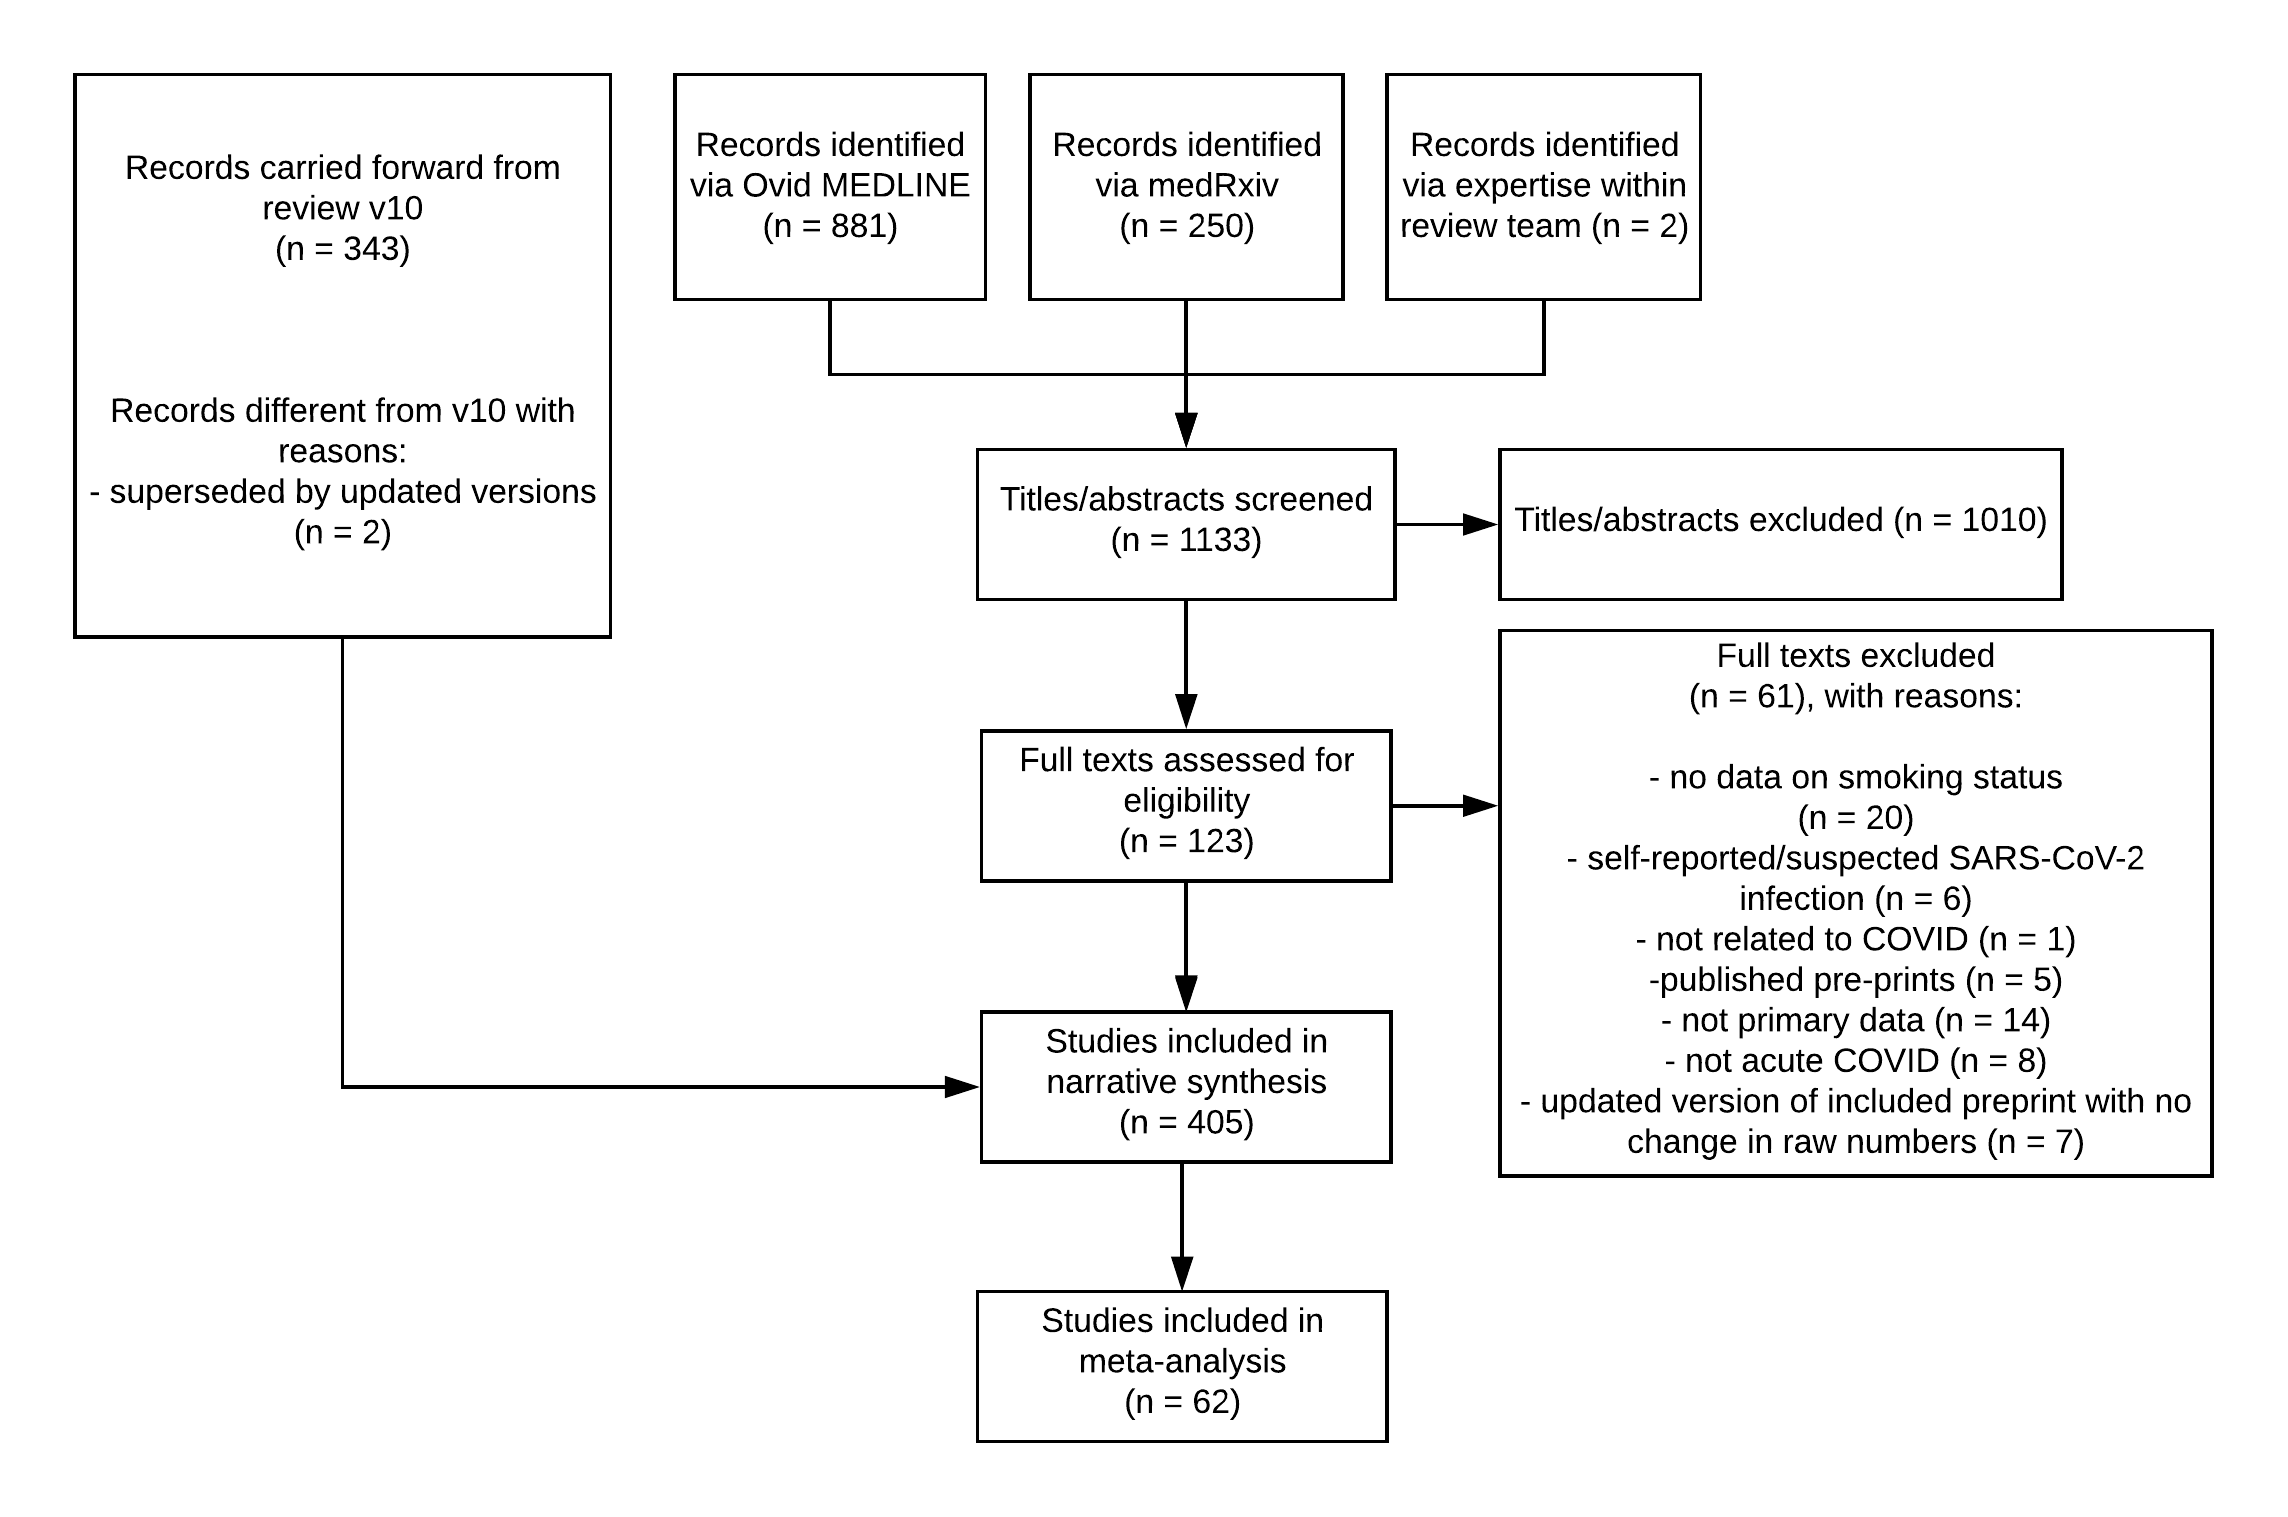 Records carried forward from
review v10
(n = 343)
Records different from v10 with
reasons:
- superseded by updated versions
(n = 2)
Records identified
via Ovid MEDLINE
(n = 881)
Records identified
via medRxiv
(n = 250)
Records identified
via expertise within
review team (n = 2)
Titles/abstracts screened
(n = 1133)
Titles/abstracts excluded (n = 1010)
Full texts assessed for
eligibility
(n = 123)
Full texts excluded
(n = 61), with reasons:
- no data on smoking status
(n = 20)
- self-reported/suspected SARS-CoV-2
infection (n = 6)
- not related to COVID (n = 1)
-published pre-prints (n = 5)
- not primary data (n = 14)
- not acute COVID (n = 8)
- updated version of included preprint with no
change in raw numbers (n = 7)
Studies included in
narrative synthesis
(n = 405)
Studies included in
meta-analysis
(n = 62)